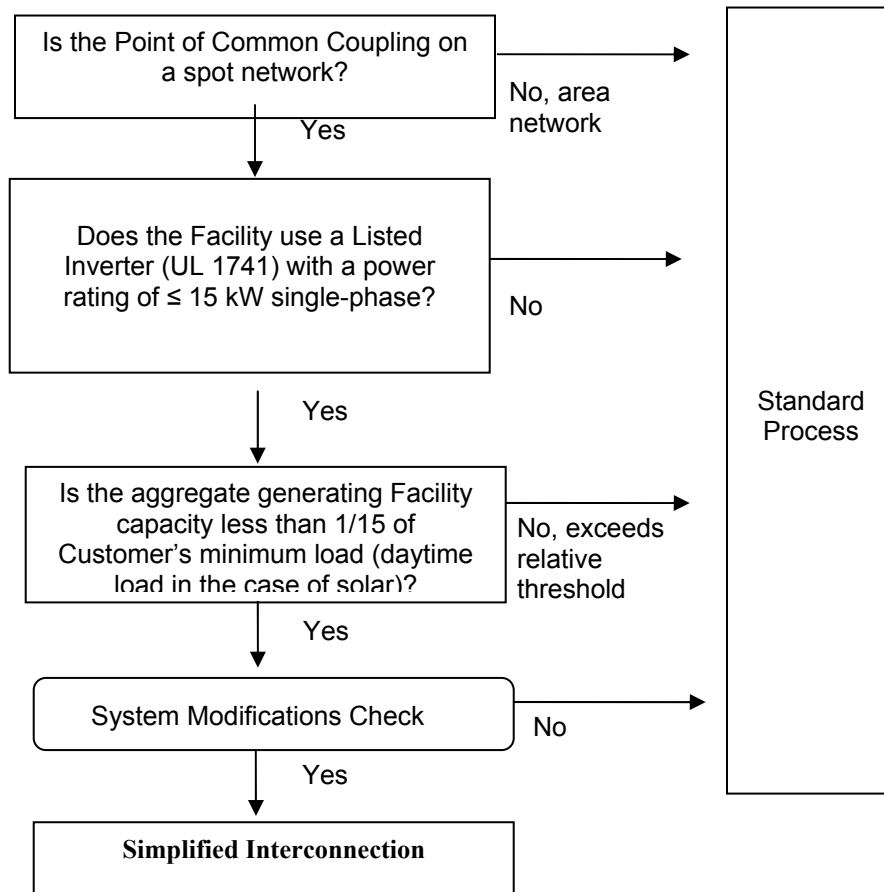 Is the Point of Common Coupling on
a spot network?
No, area
network
Yes
Does the Facility use a Listed
Inverter (UL 1741) with a power
rating of ≤ 15 kW single-phase?
No
Yes
Standard
Process
Is the aggregate generating Facility
capacity less than 1/15 of
Customer's minimum load (daytime
load in the case of solar)?
No, exceeds
relative
threshold
Yes
System Modifications Check
No
Yes
Simplified Interconnection